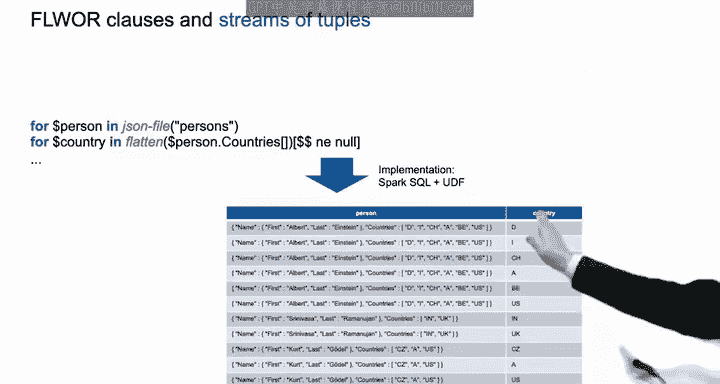 FLWOR clauses and streams of tuples
for $person in json-file("persons")
for $country in flatten($person.Countries[])[$$ ne null]
...
Implementation:
Spark SQL + UDF
person country
{ "Name" : { "First" : "Albert", "Last" : "Einstein" }, "Countries" : [ "D", "I", "CH", "A", "BE", "US" ] } D
{ "Name" : { "First" : "Albert", "Last" : "Einstein" }, "Countries" : [ "D", "I", "CH", "A", "BE", "US" ] } I
{ "Name" : { "First" : "Albert", "Last" : "Einstein" }, "Countries" : [ "D", "I", "CH", "A", "BE", "US" ] } CH
{ "Name" : { "First" : "Albert", "Last" : "Einstein" }, "Countries" : [ "D", "I", "CH", "A", "BE", "US" ] } A
{ "Name" : { "First" : "Albert", "Last" : "Einstein" }, "Countries" : [ "D", "I", "CH", "A", "BE", "US" ] } BE
{ "Name" : { "First" : "Albert", "Last" : "Einstein" }, "Countries" : [ "D", "I", "CH", "A", "BE", "US" ] } US
{ "Name" : { "First" : "Srinivasa", "Last" : "Ramanujan" }, "Countries" : [ "IN", "UK" ] } IN
{ "Name" : { "First" : "Srinivasa", "Last" : "Ramanujan" }, "Countries" : [ "IN", "UK" ] } UK
{ "Name" : { "First" : "Kurt", "Last" : "Gödel" }, "Countries" : [ "CZ", "A", "US" ] } CZ
{ "Name" : { "First" : "Kurt", "Last" : "Gödel" }, "Countries" : [ "CZ", "A", "US" ] } A
{ "Name" : { "First" : "Kurt", "Last" : "Gödel" }, "Countries" : [ "CZ", "A", "US" ] } US